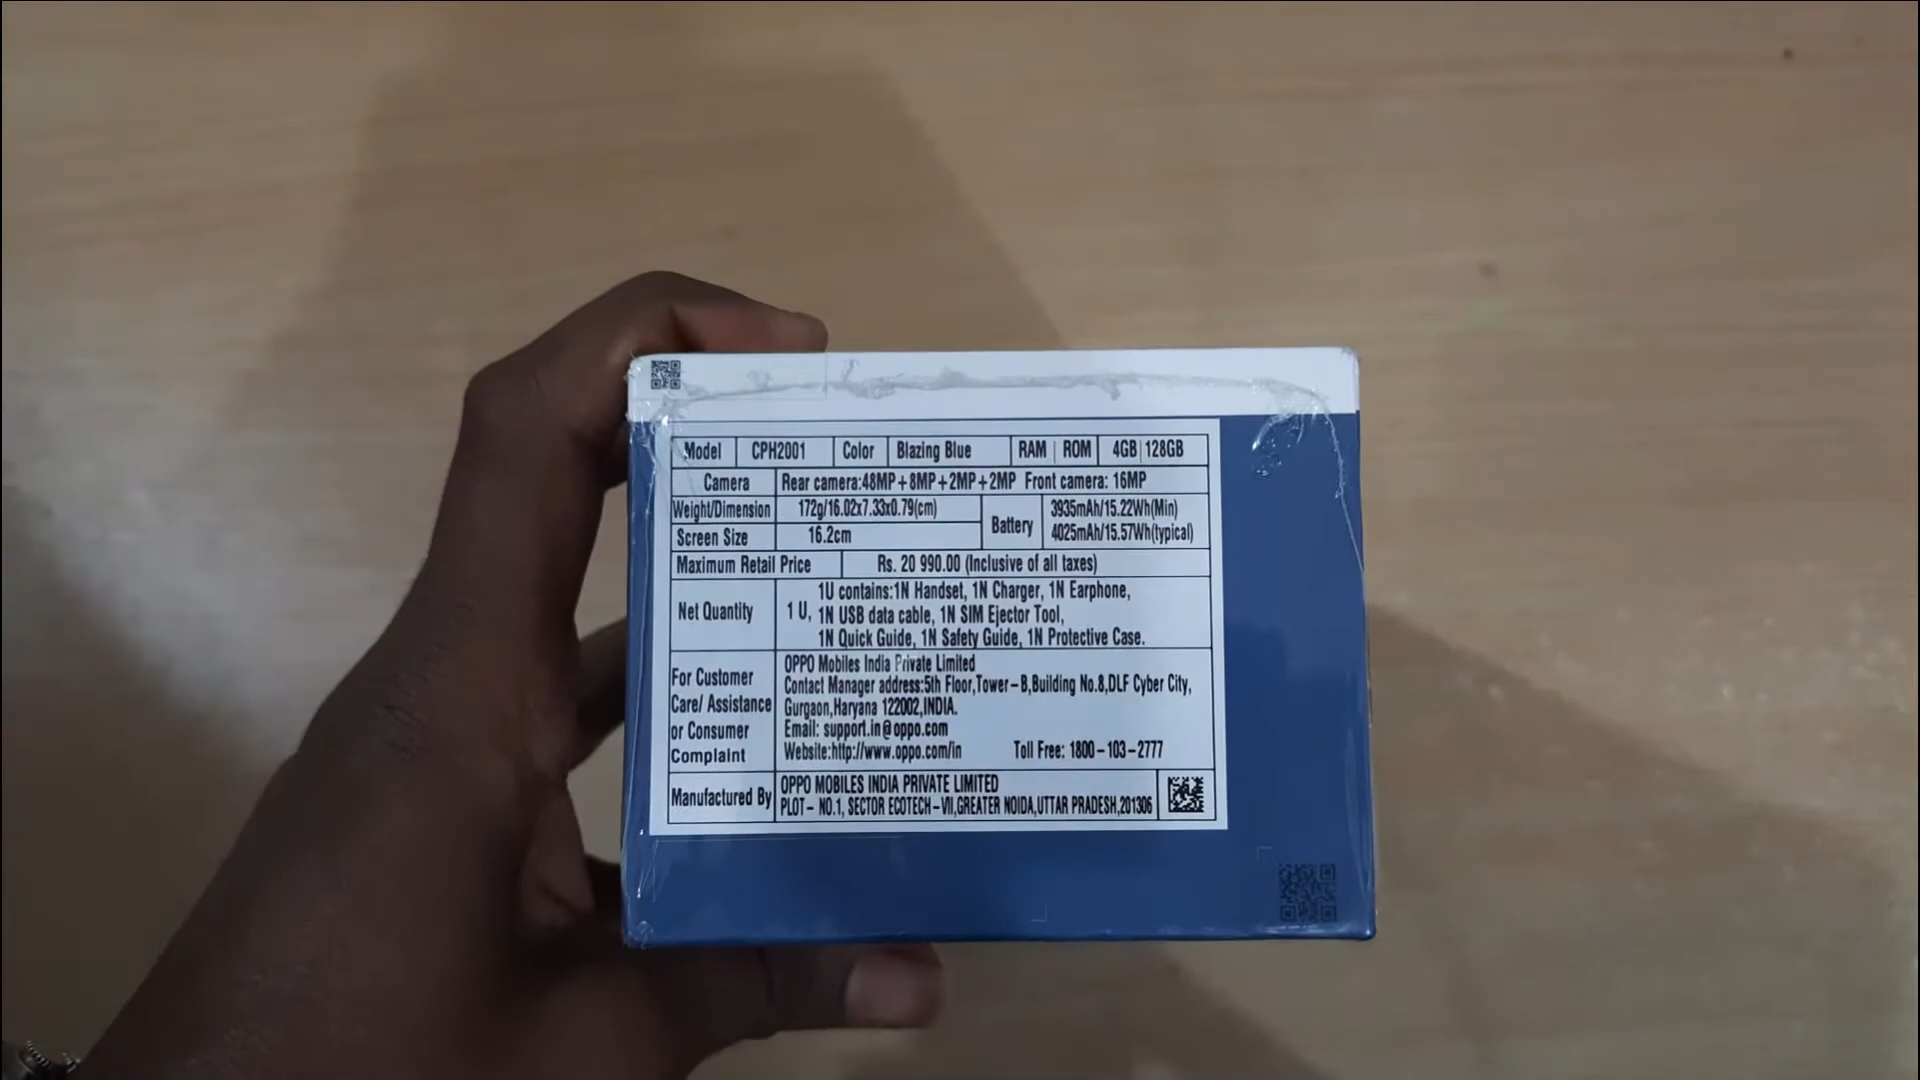 Model CPH2001 Color Blazing Blue RAM ROM 4GB 128GB
Camera Rear camera:48MP+8MP+2MP+2MP Front camera: 16MP
Weight/Dimension 172g/16.02x7.33x0.79(cm) Battery 3935mAh/15.22Wh(Min)
Screen Size 16.2cm 4025mAh/15.57Wh(typical)
Maximum Retail Price Rs. 20 990.00 (Inclusive of all taxes)
Net Quantity 1 U, 1U contains:1N Handset, 1N Charger, 1N Earphone,
1N USB data cable, 1N SIM Ejector Tool,
1N Quick Guide, 1N Safety Guide, 1N Protective Case.
For Customer
Care/ Assistance
or Consumer
Complaint
OPPO Mobiles India Private Limited
Contact Manager address:5th Floor,Tower-B,Building No.8,DLF Cyber City,
Gurgaon,Haryana 122002,INDIA.
Email: support.in@oppo.com
Website:http://www.oppo.com/in Toll Free: 1800-103-2777
Manufactured By
OPPO MOBILES INDIA PRIVATE LIMITED
PLOT- NO.1, SECTOR ECOTECH-VII,GREATER NOIDA,UTTAR PRADESH,201306